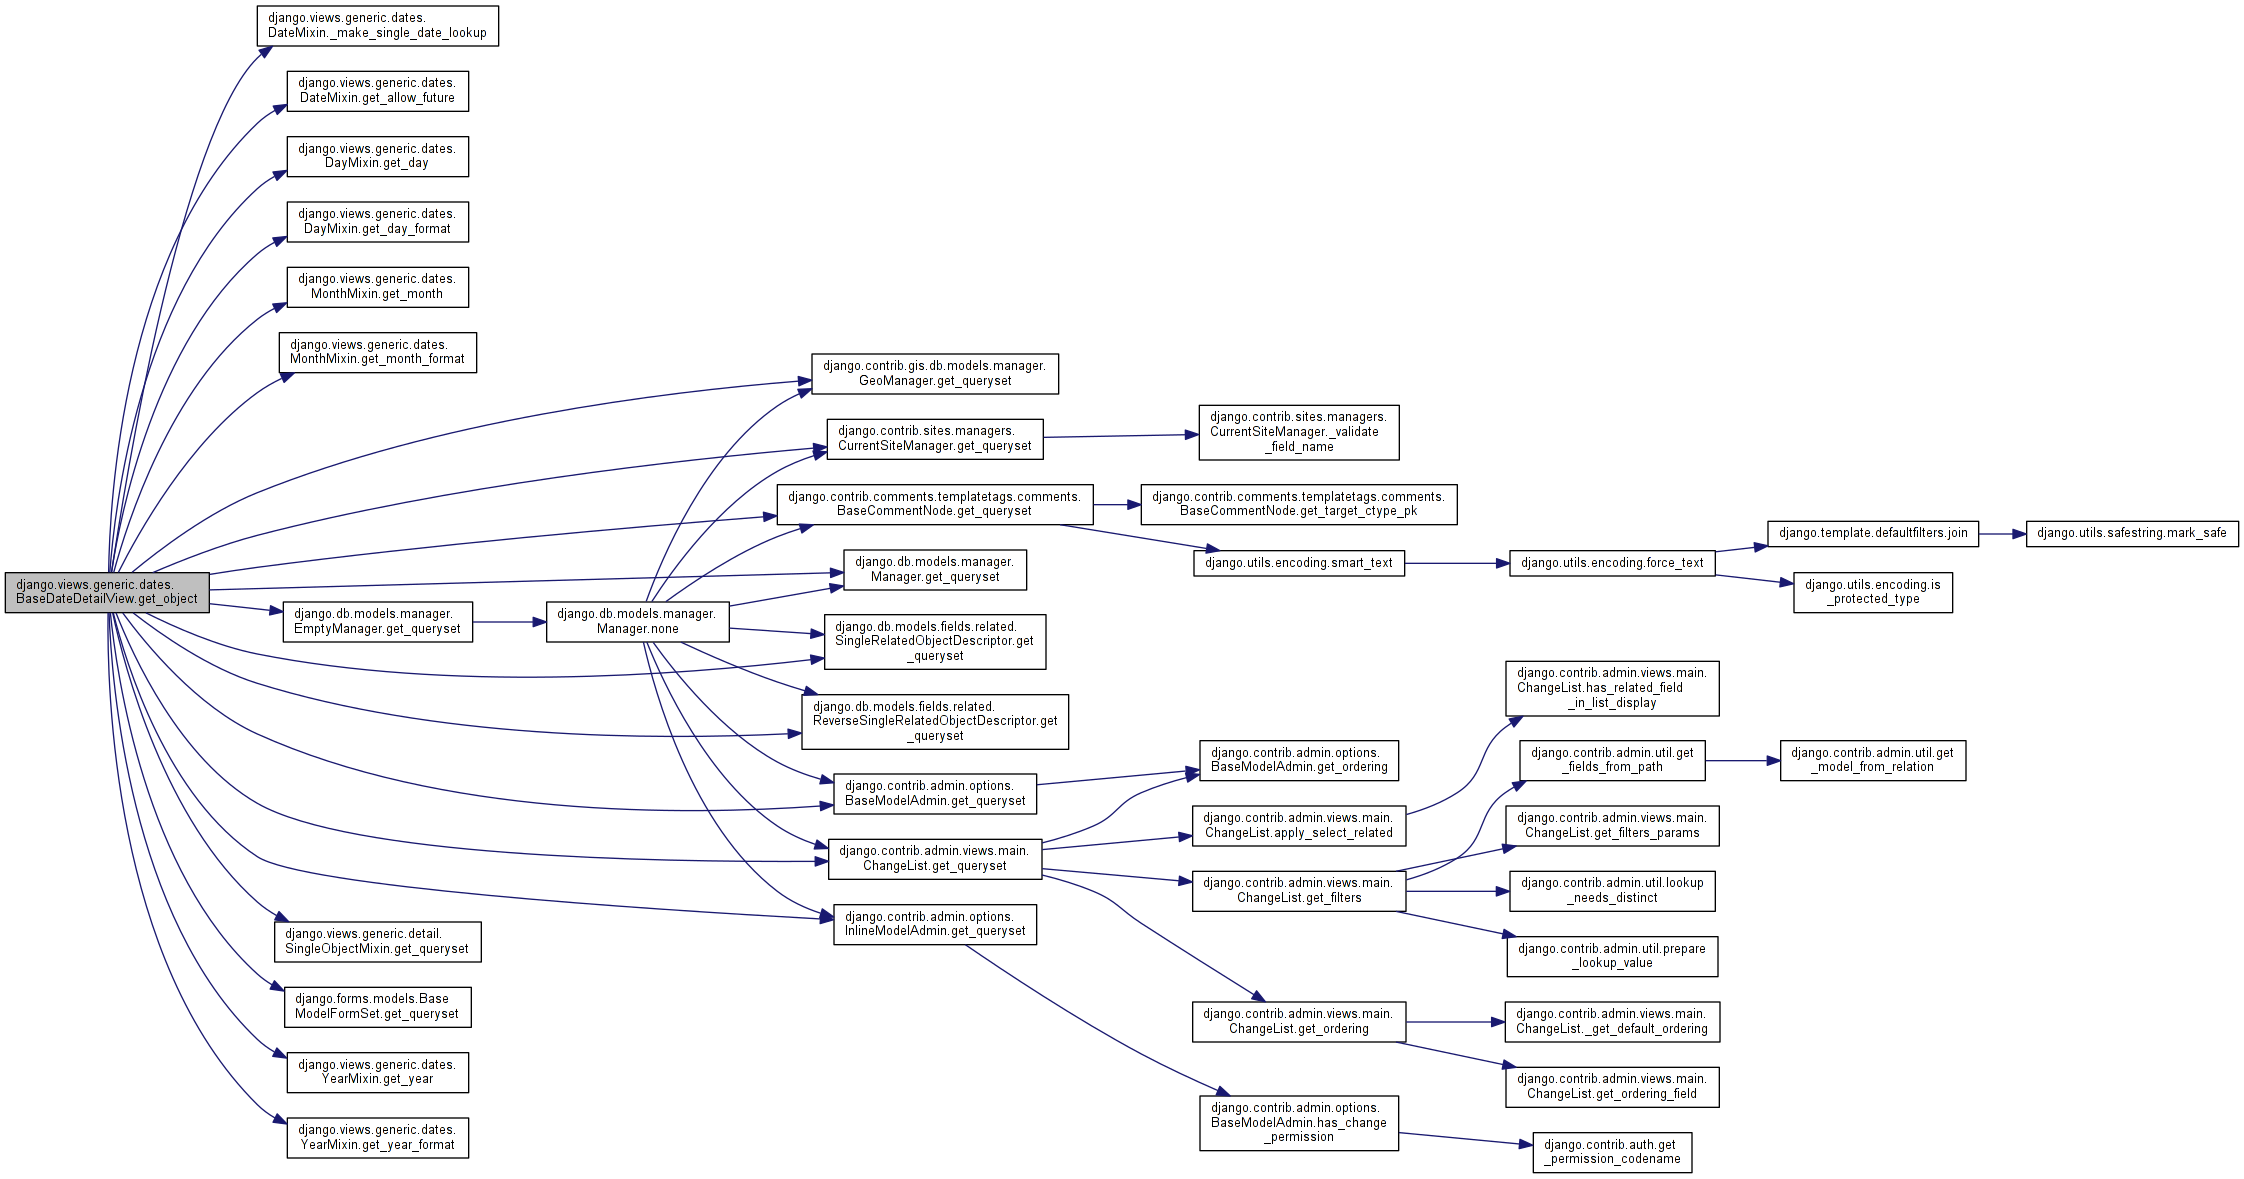 django.views.generic.dates.
BaseDateDetailView.get_object
django.views.generic.dates.
DateMixin._make_single_date_lookup
django.views.generic.dates.
DateMixin.get_allow_future
django.views.generic.dates.
DayMixin.get_day
django.views.generic.dates.
DayMixin.get_day_format
django.views.generic.dates.
MonthMixin.get_month
django.views.generic.dates.
MonthMixin.get_month_format
django.db.models.manager.
EmptyManager.get_queryset
django.views.generic.detail.
SingleObjectMixin.get_queryset
django.forms.models.Base
ModelFormSet.get_queryset
django.views.generic.dates.
YearMixin.get_year
django.views.generic.dates.
YearMixin.get_year_format
django.db.models.manager.
Manager.none
django.contrib.gis.db.models.manager.
GeoManager.get_queryset
django.contrib.sites.managers.
CurrentSiteManager.get_queryset
django.contrib.comments.templatetags.comments.
BaseCommentNode.get_queryset
django.db.models.manager.
Manager.get_queryset
django.db.models.fields.related.
SingleRelatedObjectDescriptor.get
_queryset
django.db.models.fields.related.
ReverseSingleRelatedObjectDescriptor.get
_queryset
django.contrib.admin.options.
BaseModelAdmin.get_queryset
django.contrib.admin.views.main.
ChangeList.get_queryset
django.contrib.admin.options.
InlineModelAdmin.get_queryset
django.contrib.sites.managers.
CurrentSiteManager._validate
_field_name
django.contrib.comments.templatetags.comments.
BaseCommentNode.get_target_ctype_pk
django.utils.encoding.smart_text
django.contrib.admin.options.
BaseModelAdmin.get_ordering
django.contrib.admin.views.main.
ChangeList.apply_select_related
django.contrib.admin.views.main.
ChangeList.get_filters
django.contrib.admin.views.main.
ChangeList.get_ordering
django.contrib.admin.options.
BaseModelAdmin.has_change
_permission
django.utils.encoding.force_text
django.contrib.admin.views.main.
ChangeList.has_related_field
_in_list_display
django.contrib.admin.util.get
_fields_from_path
django.contrib.admin.views.main.
ChangeList.get_filters_params
django.contrib.admin.util.lookup
_needs_distinct
django.contrib.admin.util.prepare
_lookup_value
django.contrib.admin.views.main.
ChangeList._get_default_ordering
django.contrib.admin.views.main.
ChangeList.get_ordering_field
django.contrib.auth.get
_permission_codename
django.template.defaultfilters.join
django.utils.encoding.is
_protected_type
django.contrib.admin.util.get
_model_from_relation
django.utils.safestring.mark_safe